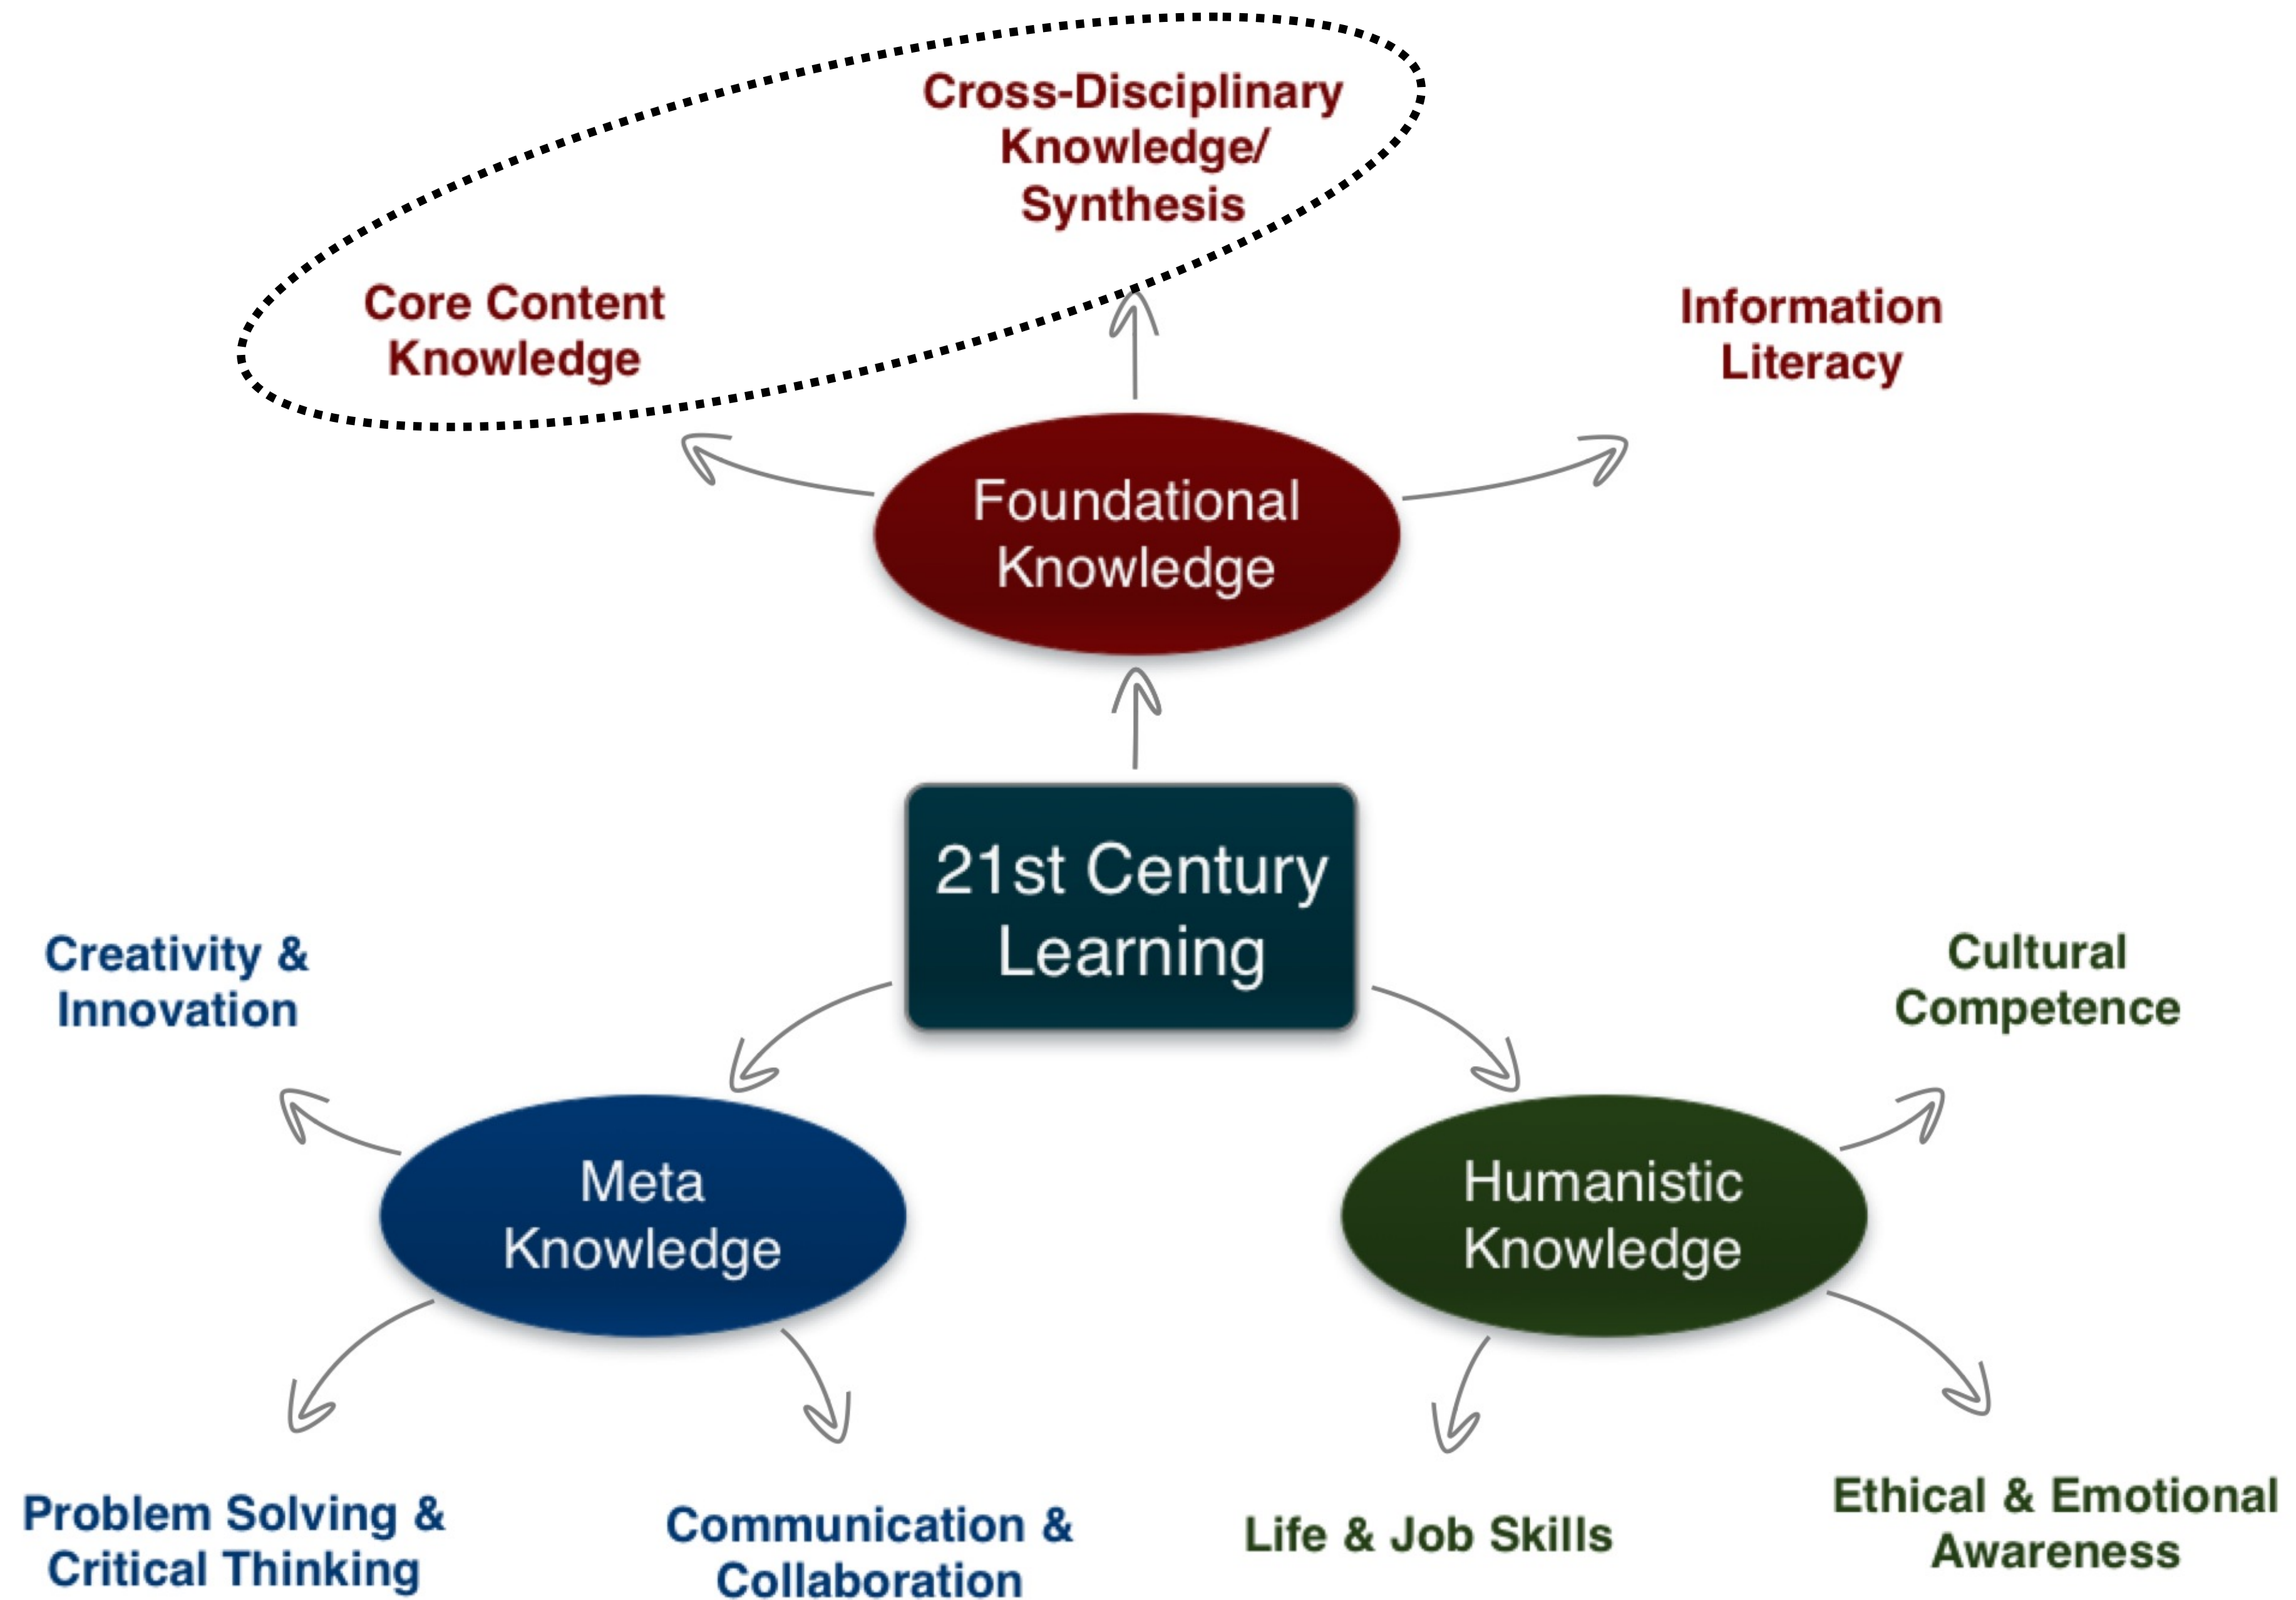 Cross-Disciplinary
Knowledge/
Synthesis
Core Content
Knowledge
Information
Literacy
Foundational
Knowledge
21st Century
Learning
Creativity &
Innovation
Cultural
Competence
Meta
Knowledge
Humanistic
Knowledge
Problem Solving &
Critical Thinking
Communication &
Collaboration
Life & Job Skills
Ethical & Emotional
Awareness